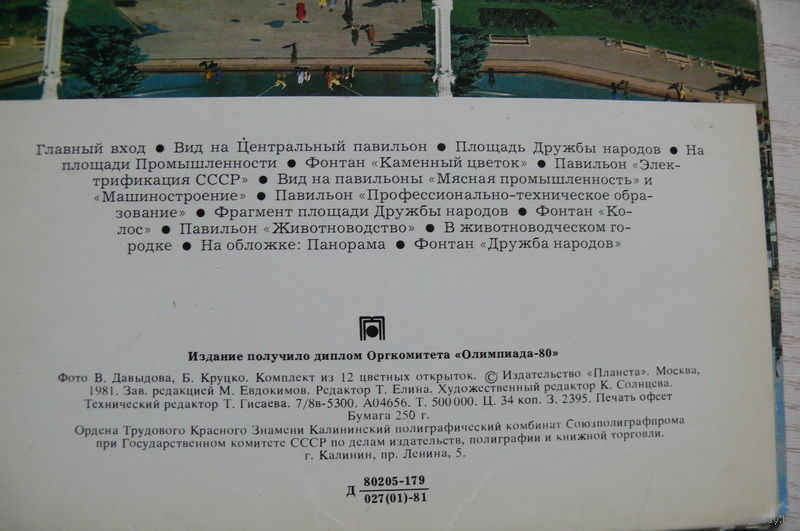 Главный вход ● Вид на Центральный павильон ● Площадь Дружбы народов ● На
площади Промышленности ● Фонтан «Каменный цветок» ● Павильон «Элек-
трификация СССР» ● Вид на павильоны «Мясная промышленность» и
«Машиностроение» ● Павильон «Профессионально-техническое обра-
зование» ● Фрагмент площади Дружбы народов ● Фонтан «Ко-
лос» ● Павильон «Животноводство» ● В животноводческом го-
родке ● На обложке: Панорама ● Фонтан «Дружба народов»
Издание получило диплом Оргкомитета «Олимпиада-80»
Фото В. Давыдова, Б. Круцко. Комплект из 12 цветных открыток. © Издательство «Планета». Москва,
1981. Зав. редакцией М. Евдокимов. Редактор Т. Елина. Художественный редактор К. Солнцева.
Технический редактор Т. Гисаева. 7/8в-5300. А04656. Т. 500000. Ц. 34 коп. З. 2395. Печать офсет
Бумага 250 г.
Ордена Трудового Красного Знамени Калининский полиграфический комбинат Союзполиграфпрома
при Государственном комитете СССР по делам издательств, полиграфии и книжной торговли.
г. Калинин, пр. Ленина, 5.
Д 80205-179
027(01)-81